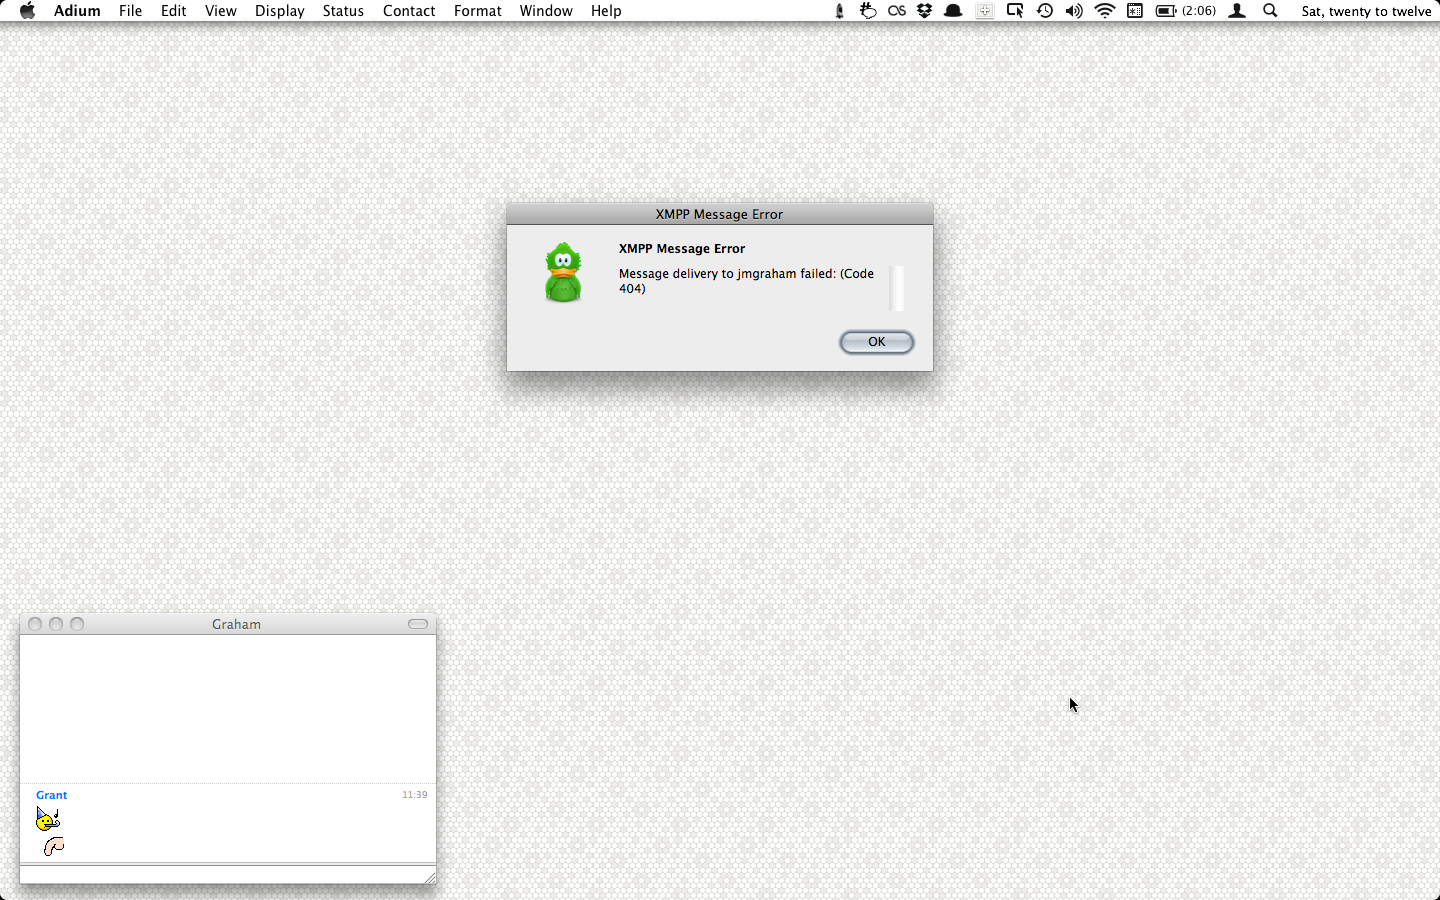 Adium File Edit View Display Status Contact Format Window Help (2:06) Sat, twenty to twelve
XMPP Message Error
XMPP Message Error
Message delivery to jmgraham failed: (Code
404)
OK
Graham
Grant 11:39